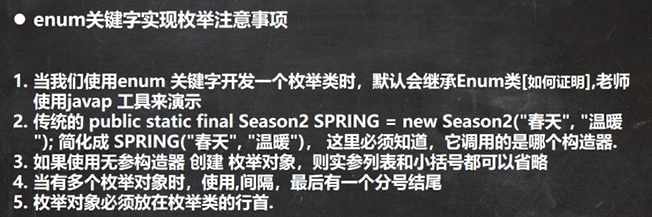 ● enum关键字实现枚举注意事项
1. 当我们使用enum 关键字开发一个枚举类时，默认会继承Enum类[如何证明],老师
使用javap 工具来演示
2. 传统的 public static final Season2 SPRING = new Season2("春天", "温暖
"); 简化成 SPRING("春天", "温暖")， 这里必须知道，它调用的是哪个构造器.
3. 如果使用无参构造器 创建 枚举对象，则实参列表和小括号都可以省略
4. 当有多个枚举对象时，使用,间隔，最后有一个分号结尾
5. 枚举对象必须放在枚举类的行首.